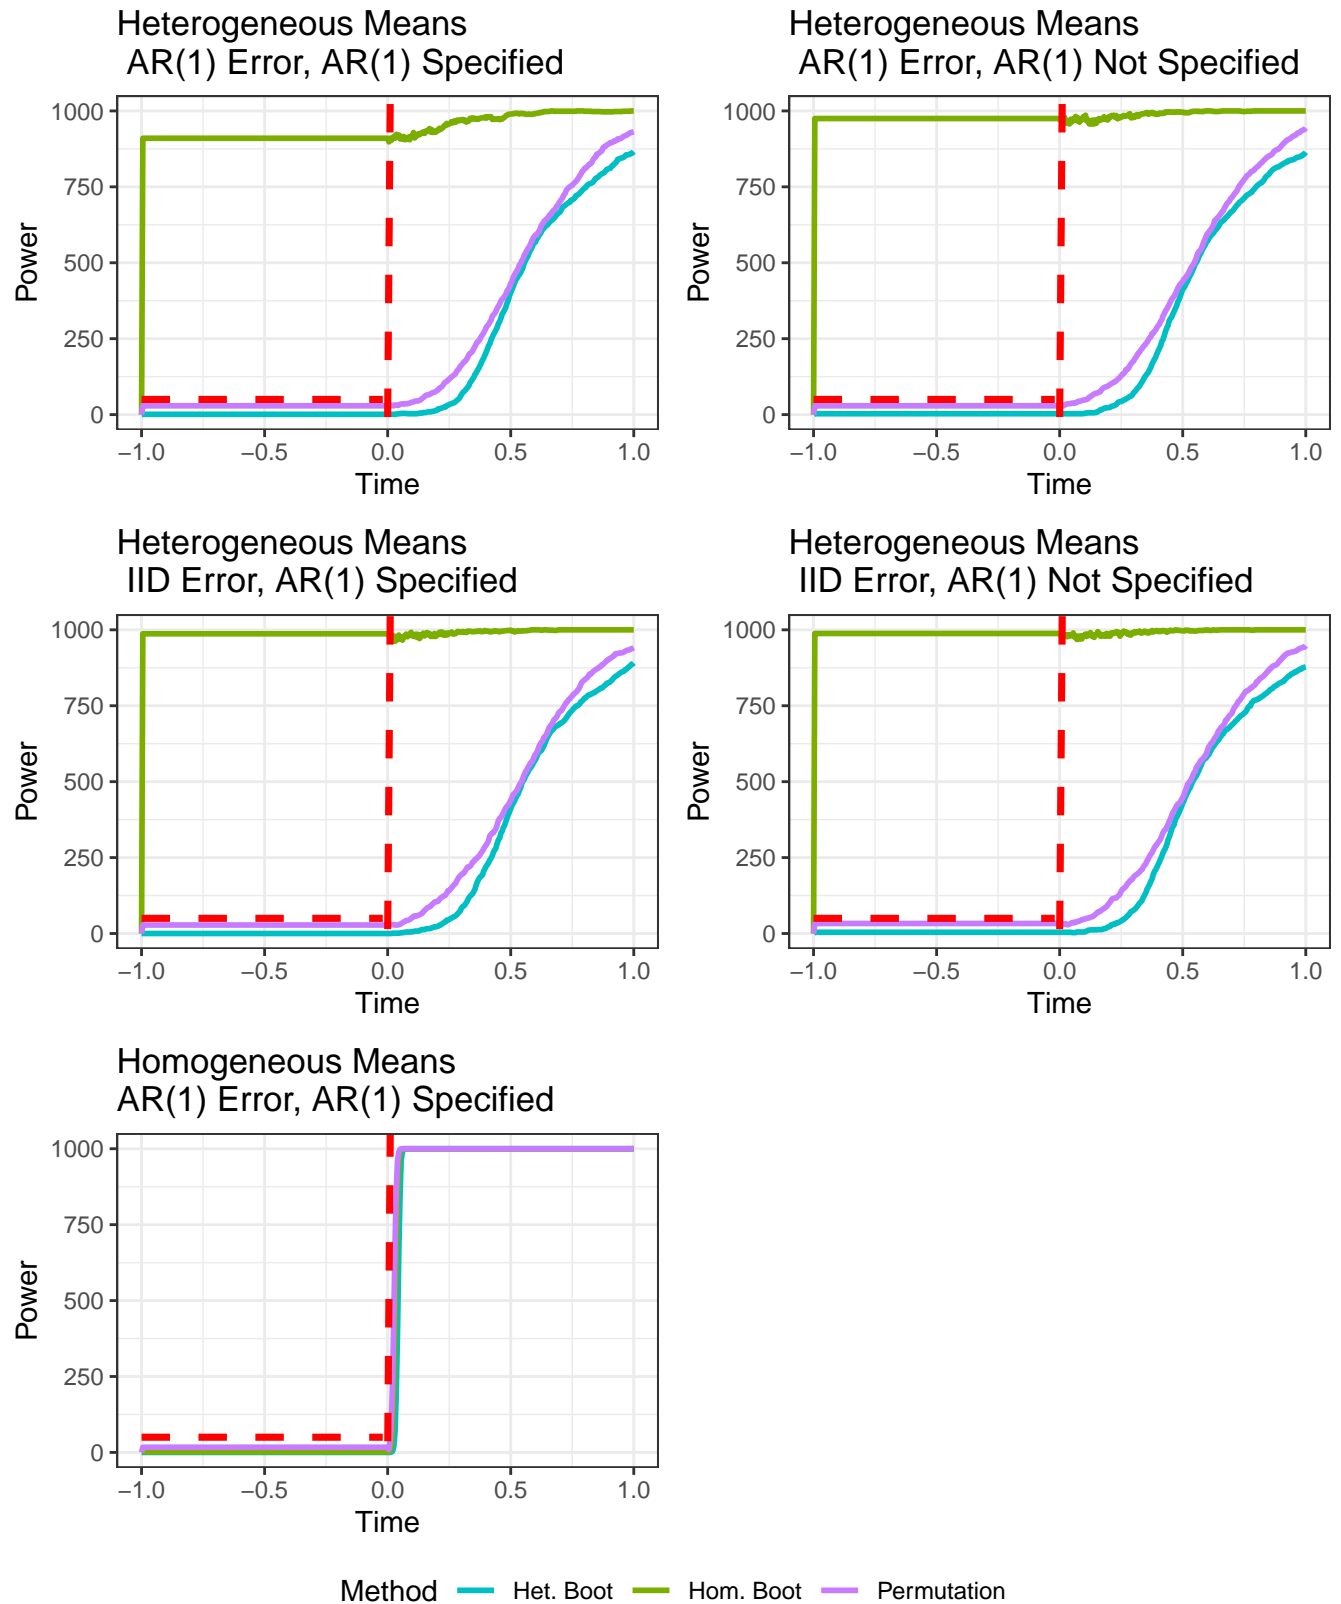 Heterogeneous Means
AR(1) Error, AR(1) Specified
1000
750
500
250
0
Power
−1.0 −0.5 0.0 0.5 1.0
Time
Heterogeneous Means
AR(1) Error, AR(1) Not Specified
1000
750
500
250
0
Power
−1.0 −0.5 0.0 0.5 1.0
Time
Heterogeneous Means
IID Error, AR(1) Specified
1000
750
500
250
0
Power
−1.0 −0.5 0.0 0.5 1.0
Time
Heterogeneous Means
IID Error, AR(1) Not Specified
1000
750
500
250
0
Power
−1.0 −0.5 0.0 0.5 1.0
Time
Homogeneous Means
AR(1) Error, AR(1) Specified
1000
750
500
250
0
Power
−1.0 −0.5 0.0 0.5 1.0
Time
Method Het. Boot Hom. Boot Permutation